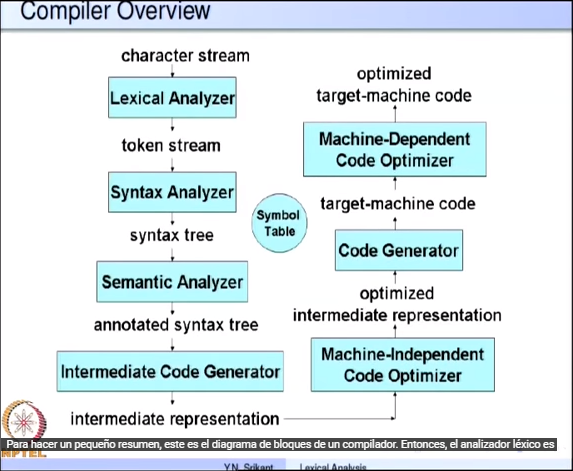 Compiler Overview
character stream
Lexical Analyzer
token stream
Syntax Analyzer
syntax tree
Semantic Analyzer
annotated syntax tree
Intermediate Code Generator
intermediate representation
Symbol
Table
optimized
target-machine code
Machine-Dependent
Code Optimizer
target-machine code
Code Generator
optimized
intermediate representation
Machine-Independent
Code Optimizer
Para hacer un pequeño resumen, este es el diagrama de bloques de un compilador. Entonces, el analizador léxico es
NPTEL
Y.N. Srikant
Lexical Analysis